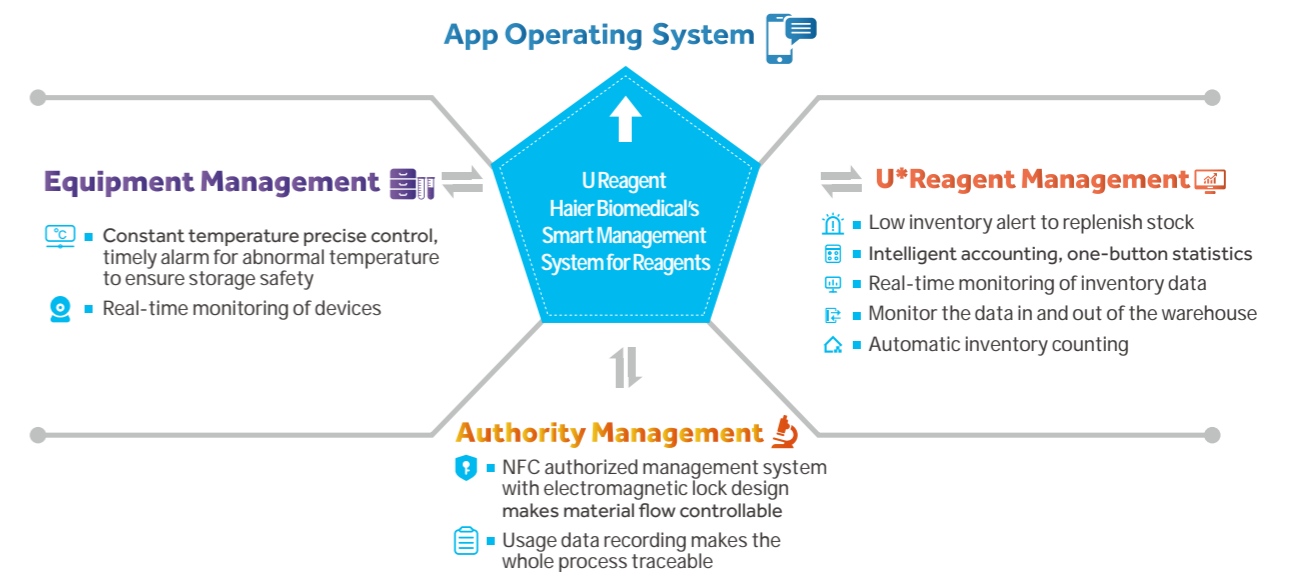 App Operating System
Equipment Management
°C
Constant temperature precise control,
timely alarm for abnormal temperature
to ensure storage safety
Real-time monitoring of devices
U Reagent
Haier Biomedical's
Smart Management
System for Reagents
U*Reagent Management
Low inventory alert to replenish stock
Intelligent accounting, one-button statistics
Real-time monitoring of inventory data
Monitor the data in and out of the warehouse
Automatic inventory counting
Authority Management
NFC authorized management system
with electromagnetic lock design
makes material flow controllable
Usage data recording makes the
whole process traceable